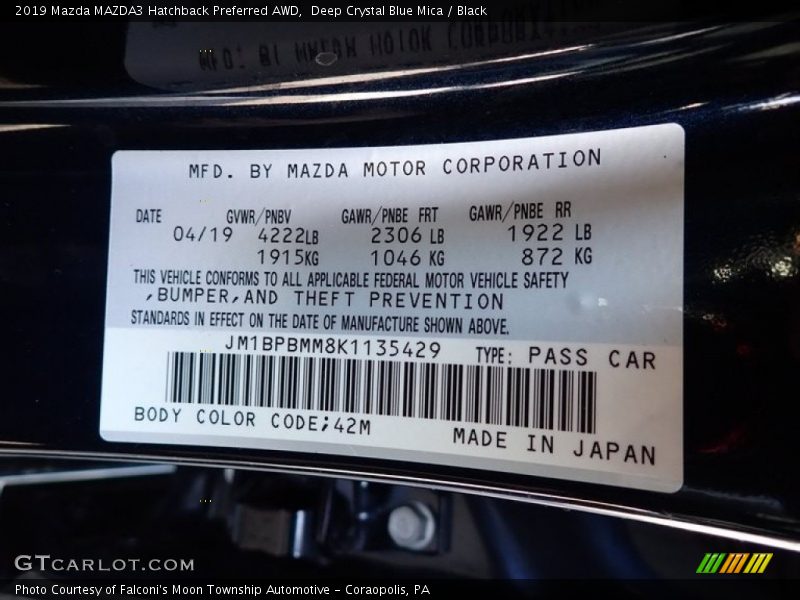 2019 Mazda MAZDA3 Hatchback Preferred AWD,  Deep Crystal Blue Mica / Black
MFD. BY MAZDA MOTOR CORPORATION
DATE GVWR/PNBV GAWR/PNBE FRT GAWR/PNBE RR
04/19 4222LB 2306 LB 1922 LB
1915KG 1046 KG 872 KG
THIS VEHICLE CONFORMS TO ALL APPLICABLE FEDERAL MOTOR VEHICLE SAFETY
,BUMPER,AND THEFT PREVENTION
STANDARDS IN EFFECT ON THE DATE OF MANUFACTURE SHOWN ABOVE.
JM1BPBMM8K1135429 TYPE: PASS CAR
BODY COLOR CODE;42M
MADE IN JAPAN
GTCARLOT.COM
Photo Courtesy of Falconi's Moon Township Automotive - Coraopolis, PA